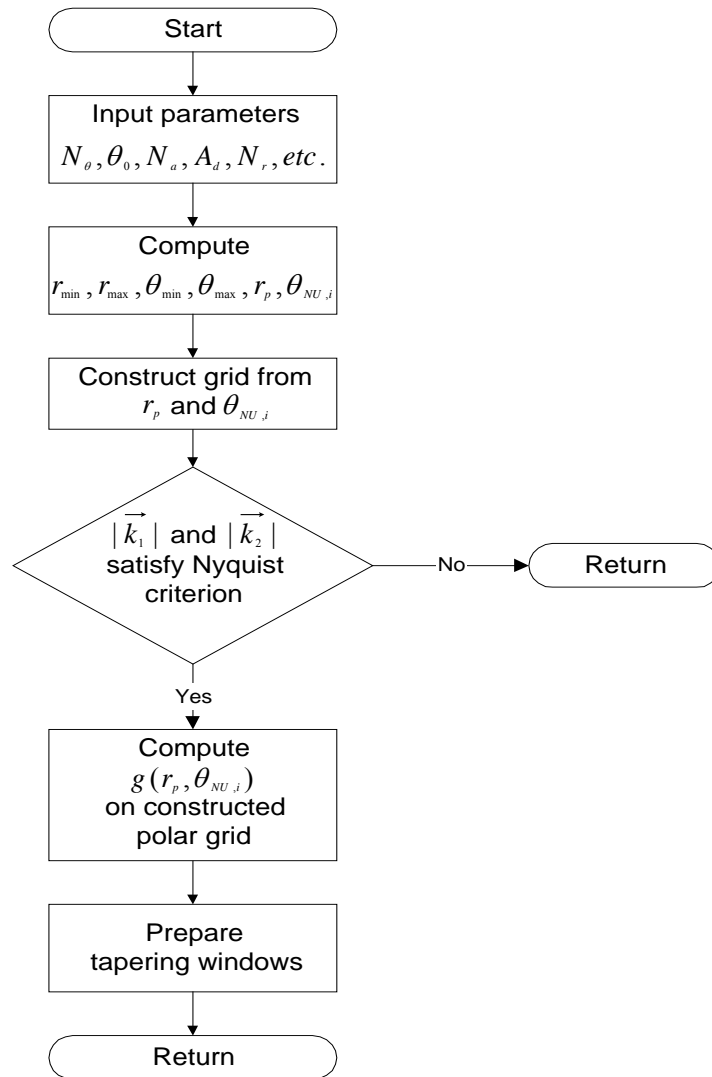 Start
Input parameters
N_θ, θ_0, N_a, A_d, N_r, etc.
Compute
r_min, r_max, θ_min, θ_max, r_p, θ_NU,i
Construct grid from
r_p and θ_NU,i
|k⃗_1| and |k⃗_2|
satisfy Nyquist
criterion
No
Return
Yes
Compute
g(r_p, θ_NU,i)
on constructed
polar grid
Prepare
tapering windows
Return